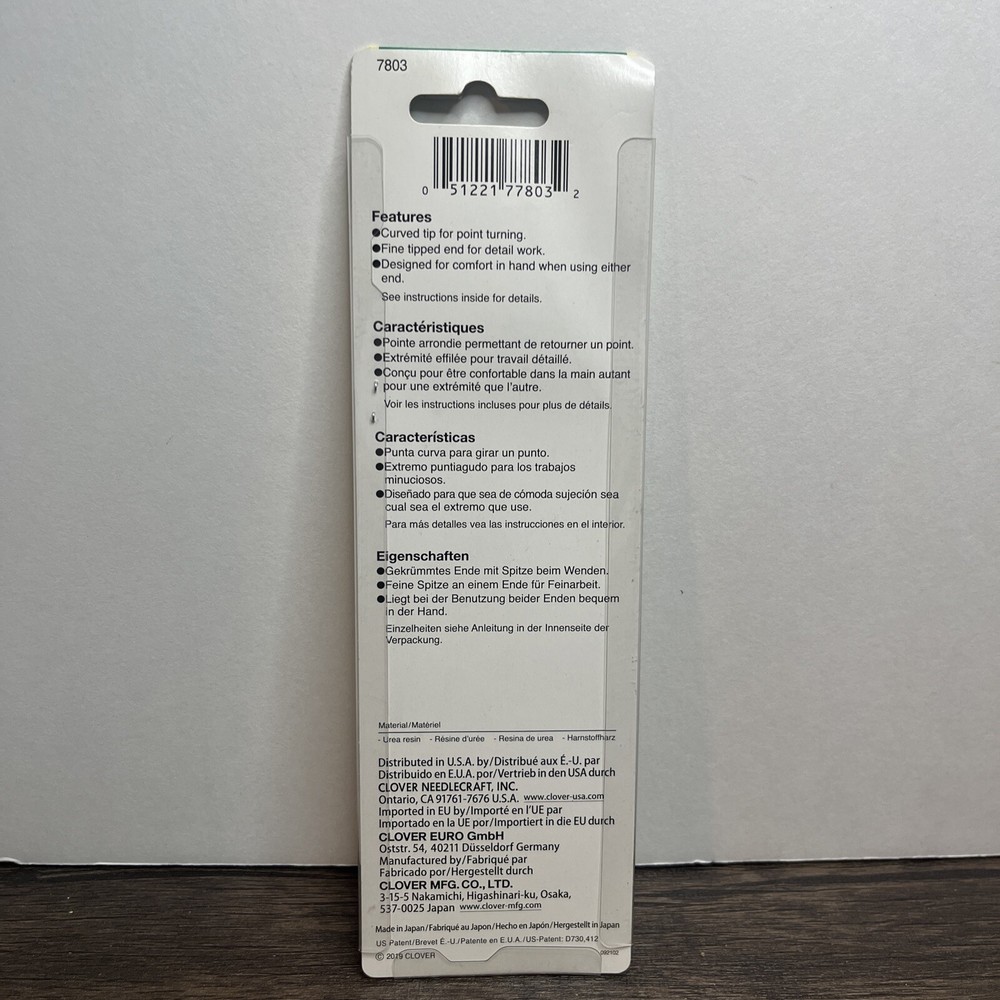 7803
0 51221 77803 2
Features
●Curved tip for point turning.
●Fine tipped end for detail work.
●Designed for comfort in hand when using either
end.
See instructions inside for details.
Caractéristiques
●Pointe arrondie permettant de retourner un point.
●Extrémité effilée pour travail détaillé.
●Conçu pour être confortable dans la main autant
pour une extrémité que l'autre.
Voir les instructions incluses pour plus de détails.
Características
●Punta curva para girar un punto.
●Extremo puntiagudo para los trabajos
minuciosos.
●Diseñado para que sea de cómoda sujeción sea
cual sea el extremo que use.
Para más detalles vea las instrucciones en el interior.
Eigenschaften
●Gekrümmtes Ende mit Spitze beim Wenden.
●Feine Spitze an einem Ende für Feinarbeit.
●Liegt bei der Benutzung beider Enden bequem
in der Hand.
Einzelheiten siehe Anleitung in der Innenseite der
Verpackung.
Material/Matériel
- Urea resin - Résine d'urée - Resina de urea - Harnstoffharz
Distributed in U.S.A. by/Distribué aux É.-U. par
Distribuido en E.U.A. por/Vertrieb in den USA durch
CLOVER NEEDLECRAFT, INC.
Ontario, CA 91761-7676 U.S.A. www.clover-usa.com
Imported in EU by/Importé en l'UE par
Importado en la UE por/Importiert in die EU durch
CLOVER EURO GmbH
Oststr. 54, 40211 Düsseldorf Germany
Manufactured by/Fabriqué par
Fabricado por/Hergestellt durch
CLOVER MFG. CO., LTD.
3-15-5 Nakamichi, Higashinari-ku, Osaka,
537-0025 Japan www.clover-mfg.com
Made in Japan/Fabriqué au Japon/Hecho en Japón/Hergestellt in Japan
US Patent/Brevet É.-U./Patente en E.U.A./US-Patent: D730,412
© 2019 CLOVER